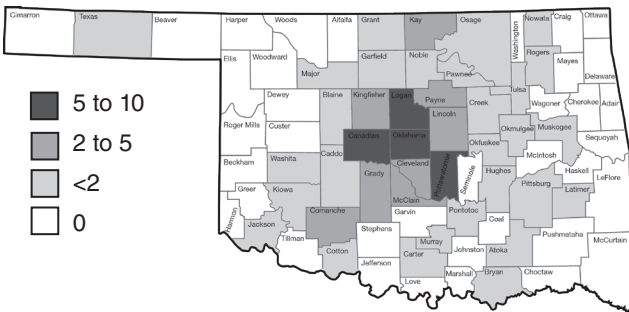 Cimarron
Texas
Beaver
Harper
Woods
Alfalfa
Grant
Kay
Osage
Washington
Nowata
Craig
Ottawa
Ellis
Woodward
Major
Garfield
Noble
Pawnee
Rogers
Mayes
Delaware
Dewey
Blaine
Kingfisher
Logan
Payne
Creek
Tulsa
Wagoner
Cherokee
Adair
Roger Mills
Custer
Canadian
Oklahoma
Lincoln
Okfuskee
Okmulgee
Muskogee
Sequoyah
Beckham
Washita
Caddo
Grady
Cleveland
Pottawatomie
Seminole
Hughes
McIntosh
Haskell
LeFlore
Greer
Kiowa
McClain
Pittsburg
Latimer
Harmon
Jackson
Comanche
Garvin
Pontotoc
Coal
Tillman
Cotton
Stephens
Murray
Johnston
Atoka
Pushmataha
McCurtain
Jefferson
Carter
Love
Marshall
Bryan
Choctaw
5 to 10
2 to 5
<2
0